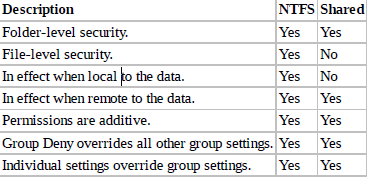 Description NTFS Shared
Folder-level security. Yes Yes
File-level security. Yes No
In effect when local to the data. Yes No
In effect when remote to the data. Yes Yes
Permissions are additive. Yes Yes
Group Deny overrides all other group settings. Yes Yes
Individual settings override group settings. Yes Yes